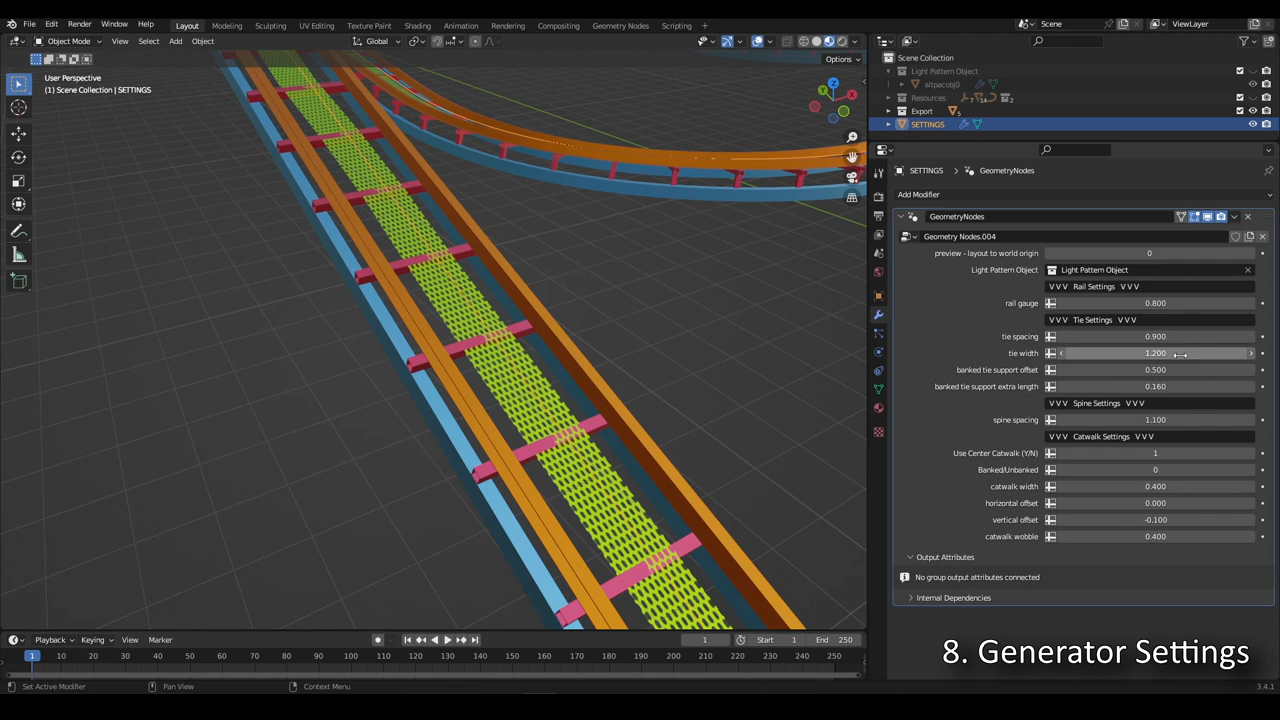 File Edit Render Window Help Layout Modeling Sculpting UV Editing Texture Paint Shading Animation Rendering Compositing Geometry Nodes Scripting + Scene ViewLayer
Object Mode View Select Add Object Global
Options
User Perspective
(1) Scene Collection | SETTINGS
Z
Y
X
Scene Collection
Light Pattern Object
altpacobj0
Resources 7 14 2
Export 5
SETTINGS
SETTINGS > GeometryNodes
Add Modifier
GeometryNodes
Geometry Nodes.004
preview - layout to world origin 0
Light Pattern Object Light Pattern Object
V V V Rail Settings V V V
rail gauge 0.800
V V V Tie Settings V V V
tie spacing 0.900
tie width 1.200
banked tie support offset 0.500
banked tie support extra length 0.160
V V V Spine Settings V V V
spine spacing 1.100
V V V Catwalk Settings V V V
Use Center Catwalk (Y/N) 1
Banked/Unbanked 0
catwalk width 0.400
horizontal offset 0.000
vertical offset -0.100
catwalk wobble 0.400
Output Attributes
No group output attributes connected
Internal Dependencies
Playback Keying View Marker 1 Start 1 End 250
1 10 20 30 40 50 60 70 80 90 100 110 120 130 140 150 160 170 180 190 200 210 220 230 240 250
8. Generator Settings
Set Active Modifier Pan View Context Menu 3.4.1